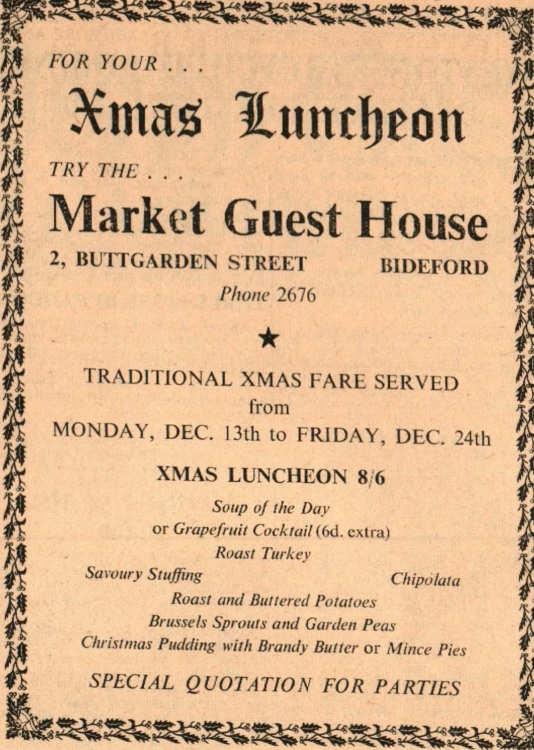 FOR YOUR . . .
Xmas Luncheon
TRY THE . . .
Market Guest House
2, BUTTGARDEN STREET BIDEFORD
Phone 2676
★
TRADITIONAL XMAS FARE SERVED
from
MONDAY, DEC. 13th to FRIDAY, DEC. 24th
XMAS LUNCHEON 8/6
Soup of the Day
or Grapefruit Cocktail (6d. extra)
Roast Turkey
Savoury Stuffing Chipolata
Roast and Buttered Potatoes
Brussels Sprouts and Garden Peas
Christmas Pudding with Brandy Butter or Mince Pies
SPECIAL QUOTATION FOR PARTIES